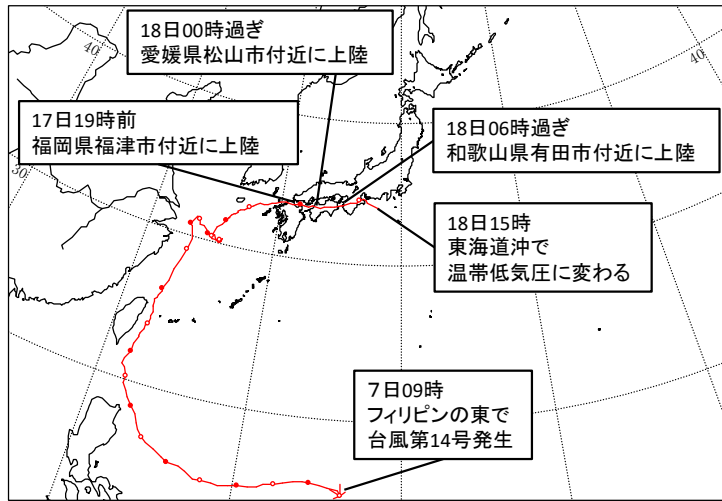 18日00時過ぎ
愛媛県松山市付近に上陸
17日19時前
福岡県福津市付近に上陸
18日06時過ぎ
和歌山県有田市付近に上陸
18日15時
東海道沖で
温帯低気圧に変わる
７日09時
フィリピンの東で
台風第14号発生
40
40
30